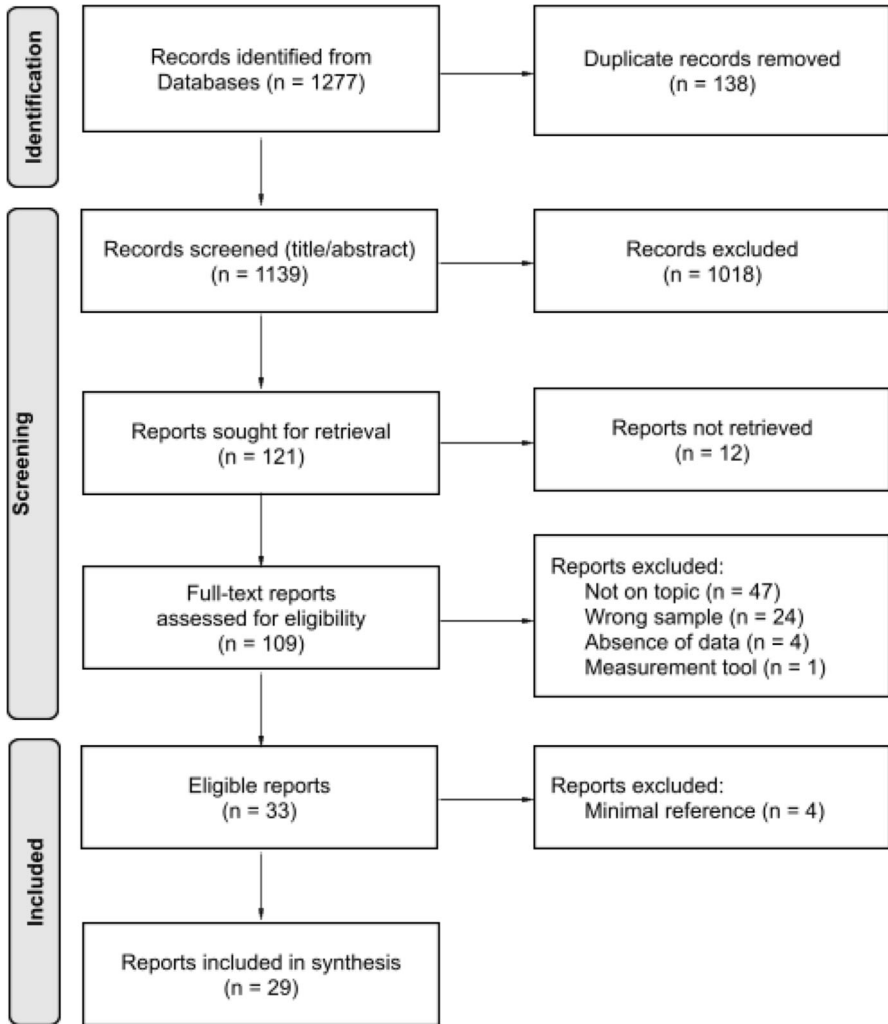 Identification
Records identified from
Databases (n = 1277)
Duplicate records removed
(n = 138)
Screening
Records screened (title/abstract)
(n = 1139)
Records excluded
(n = 1018)
Reports sought for retrieval
(n = 121)
Reports not retrieved
(n = 12)
Full-text reports
assessed for eligibility
(n = 109)
Reports excluded:
Not on topic (n = 47)
Wrong sample (n = 24)
Absence of data (n = 4)
Measurement tool (n = 1)
Included
Eligible reports
(n = 33)
Reports excluded:
Minimal reference (n = 4)
Reports included in synthesis
(n = 29)